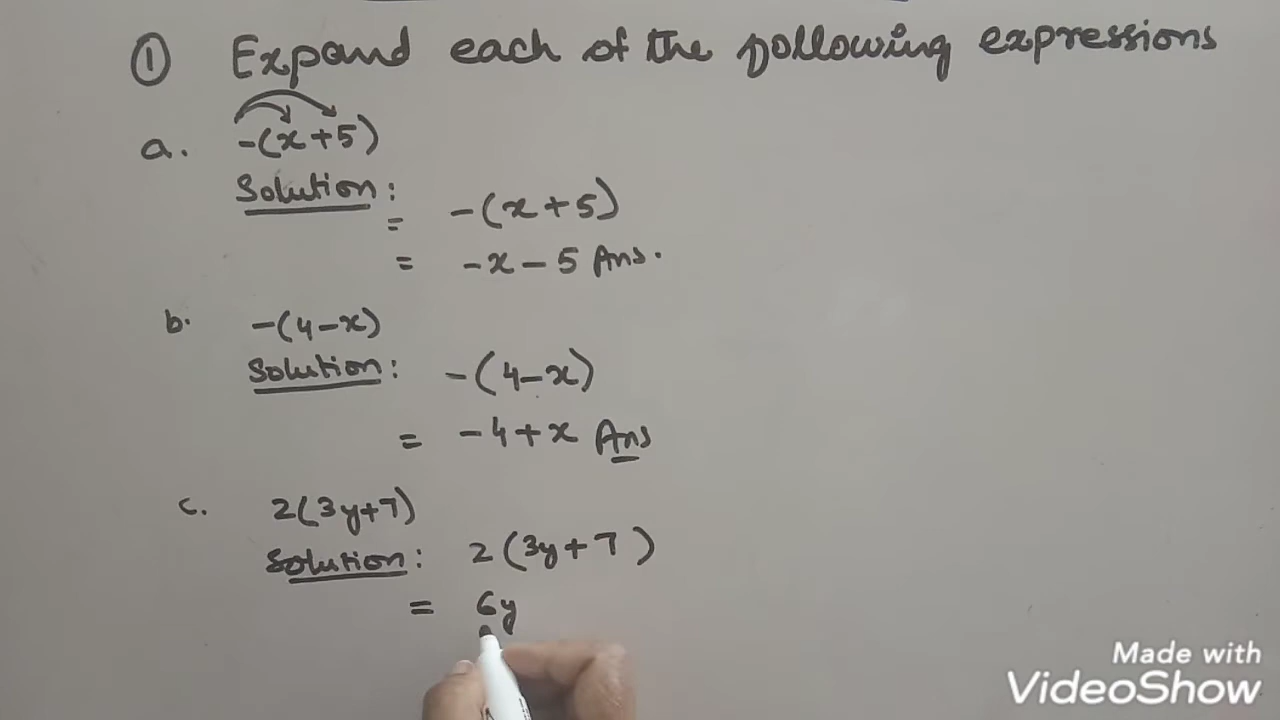 ① Expand each of the following expressions
a. -(x+5)
Solution:
= -(x+5)
= -x-5 Ans.
b. -(4-x)
Solution: -(4-x)
= -4+x Ans
c. 2(3y+7)
Solution: 2(3y+7)
= 6y
Made with
VideoShow